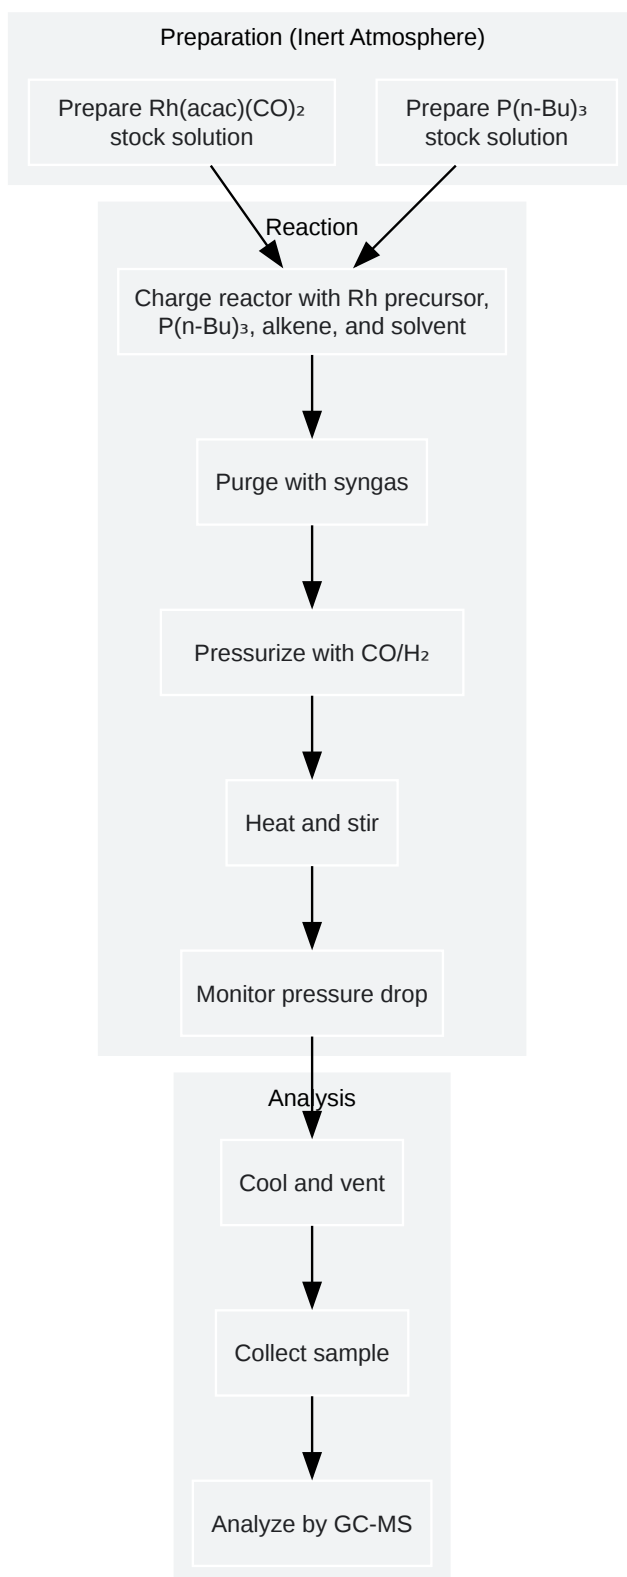 Preparation (Inert Atmosphere)
Prepare Rh(acac)(CO)₂
stock solution
Prepare P(n-Bu)₃
stock solution
Reaction
Charge reactor with Rh precursor,
P(n-Bu)₃, alkene, and solvent
Purge with syngas
Pressurize with CO/H₂
Heat and stir
Monitor pressure drop
Analysis
Cool and vent
Collect sample
Analyze by GC-MS